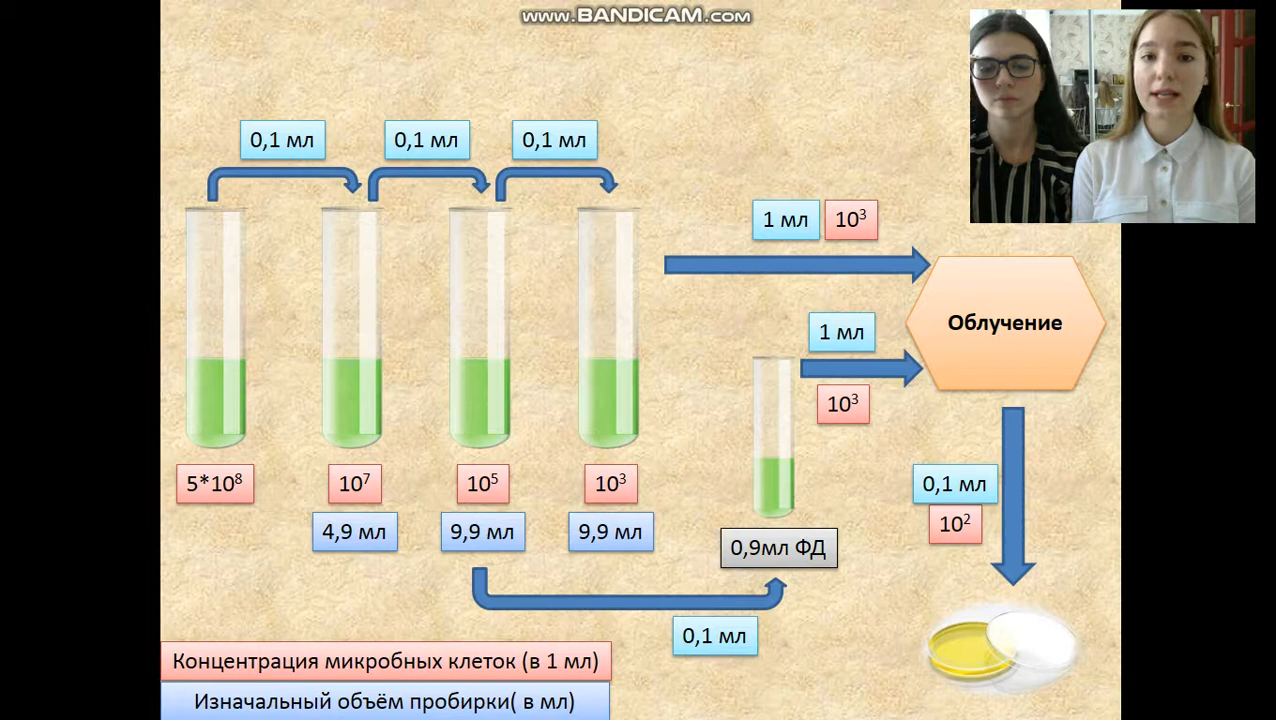 www.BANDICAM.com
0,1 мл
0,1 мл
0,1 мл
1 мл
10³
Облучение
1 мл
10³
5*10⁸
10⁷
10⁵
10³
4,9 мл
9,9 мл
9,9 мл
0,9мл ФД
0,1 мл
10²
0,1 мл
Концентрация микробных клеток (в 1 мл)
Изначальный объём пробирки( в мл)